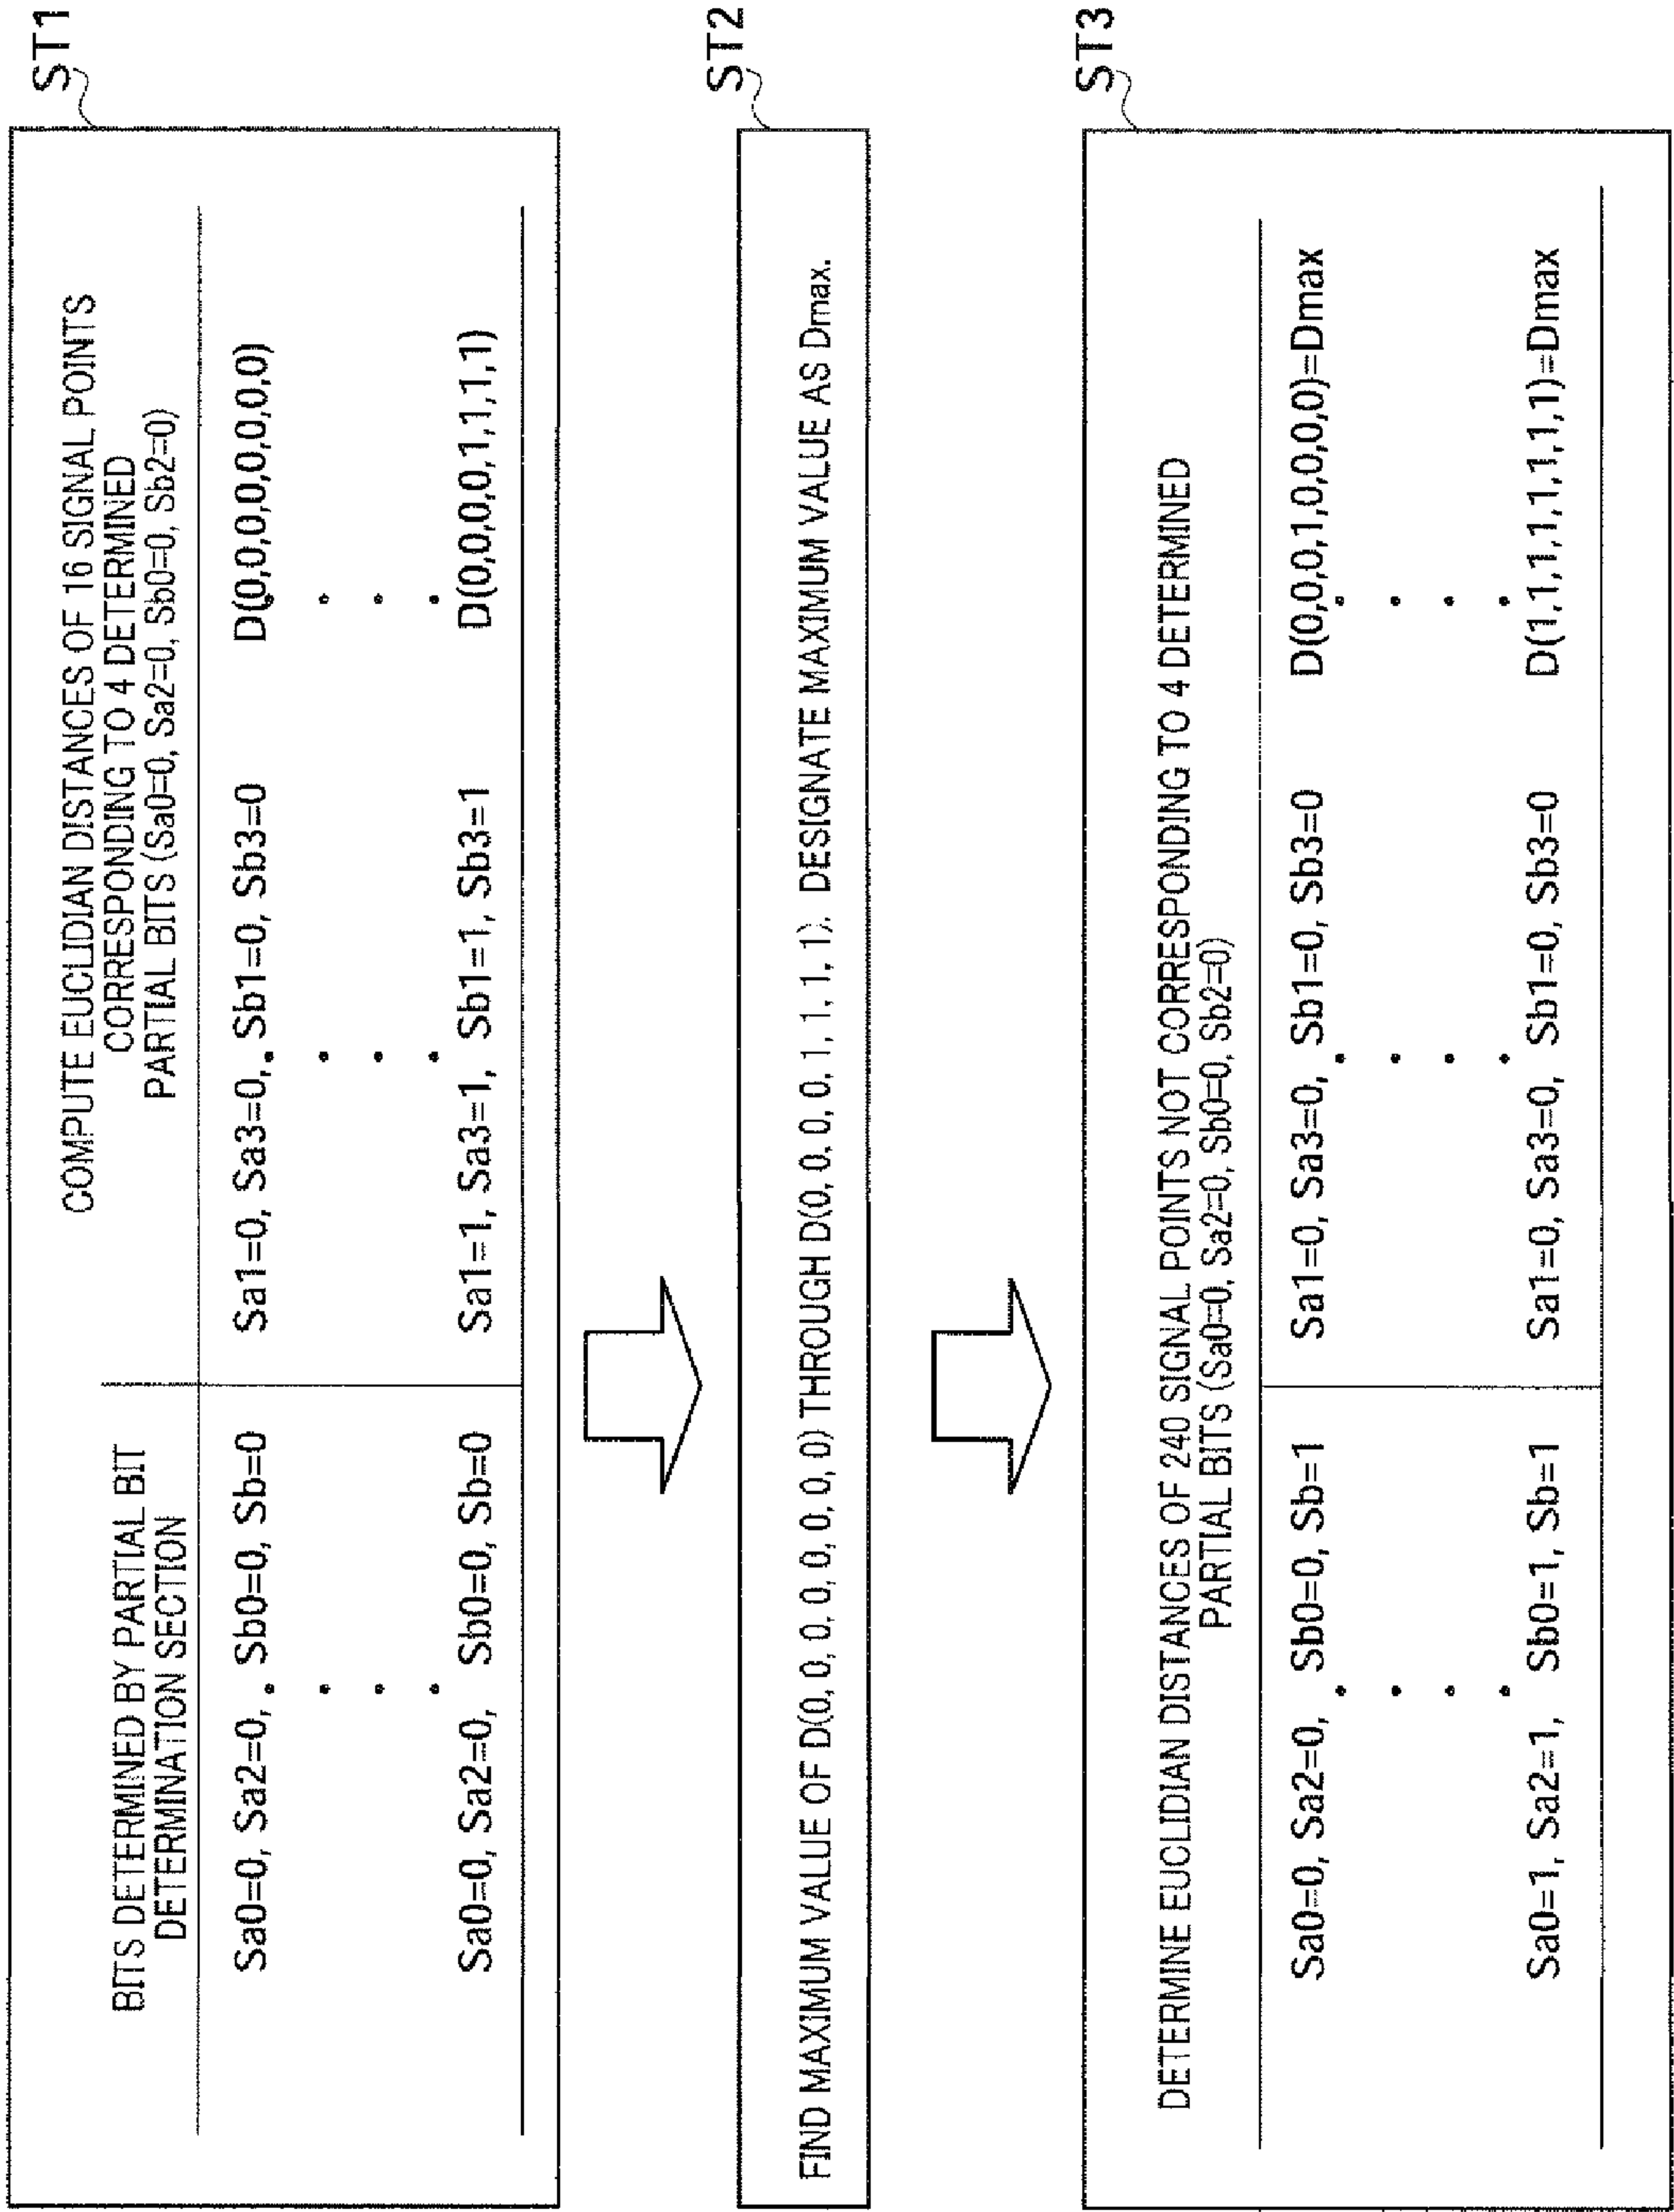 ST1
BITS DETERMINED BY PARTIAL BIT
DETERMINATION SECTION
COMPUTE EUCLIDIAN DISTANCES OF 16 SIGNAL POINTS
CORRESPONDING TO 4 DETERMINED
PARTIAL BITS (Sa0=0, Sa2=0, Sb0=0, Sb2=0)
Sa0=0, Sa2=0, Sb0=0, Sb=0 Sa1=0, Sa3=0, Sb1=0, Sb3=0 D(0,0,0,0,0,0,0,0)
Sa0=0, Sa2=0, Sb0=0, Sb=0 Sa1=1, Sa3=1, Sb1=1, Sb3=1 D(0,0,0,0,1,1,1,1)
ST2
FIND MAXIMUM VALUE OF D(0, 0, 0, 0, 0, 0, 0, 0) THROUGH D(0, 0, 0, 0, 1, 1, 1, 1). DESIGNATE MAXIMUM VALUE AS Dmax.
ST3
DETERMINE EUCLIDIAN DISTANCES OF 240 SIGNAL POINTS NOT CORRESPONDING TO 4 DETERMINED
PARTIAL BITS (Sa0=0, Sa2=0, Sb0=0, Sb2=0)
Sa0=0, Sa2=0, Sb0=0, Sb=1 Sa1=0, Sa3=0, Sb1=0, Sb3=0 D(0,0,0,1,0,0,0,0)=Dmax
Sa0=1, Sa2=1, Sb0=1, Sb=1 Sa1=0, Sa3=0, Sb1=0, Sb3=0 D(1,1,1,1,1,1,1,1)=Dmax